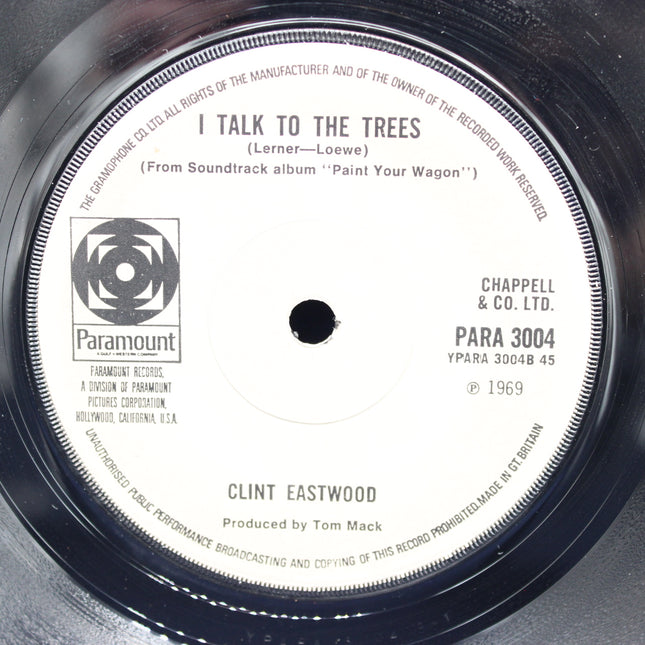 THE GRAMOPHONE CO. LTD. ALL RIGHTS OF THE MANUFACTURER AND OF THE OWNER OF THE RECORDED WORK RESERVED.
I TALK TO THE TREES
(Lerner—Loewe)
(From Soundtrack album "Paint Your Wagon")
Paramount
A GULF+WESTERN COMPANY
PARAMOUNT RECORDS,
A DIVISION OF PARAMOUNT
PICTURES CORPORATION,
HOLLYWOOD, CALIFORNIA, U.S.A.
CHAPPELL
& CO. LTD.
PARA 3004
YPARA 3004B 45
℗ 1969
CLINT EASTWOOD
Produced by Tom Mack
UNAUTHORISED PUBLIC PERFORMANCE BROADCASTING AND COPYING OF THIS RECORD PROHIBITED. MADE IN GT. BRITAIN